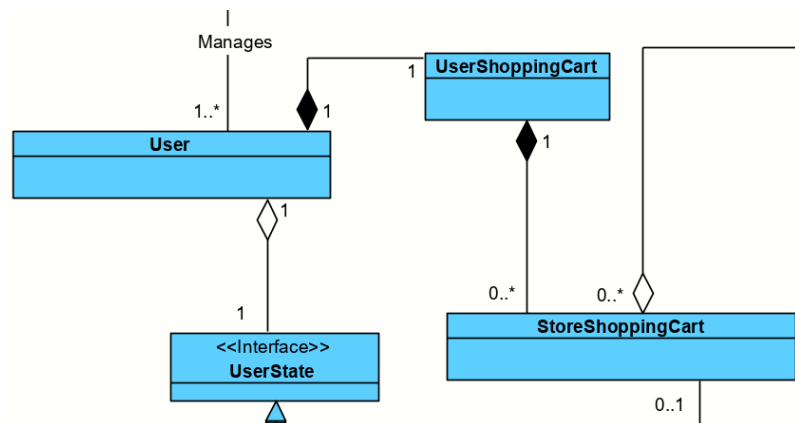 Manages
1..*
1
1
UserShoppingCart
User
1
1
1
0..*
0..*
<<Interface>>
UserState
StoreShoppingCart
0..1